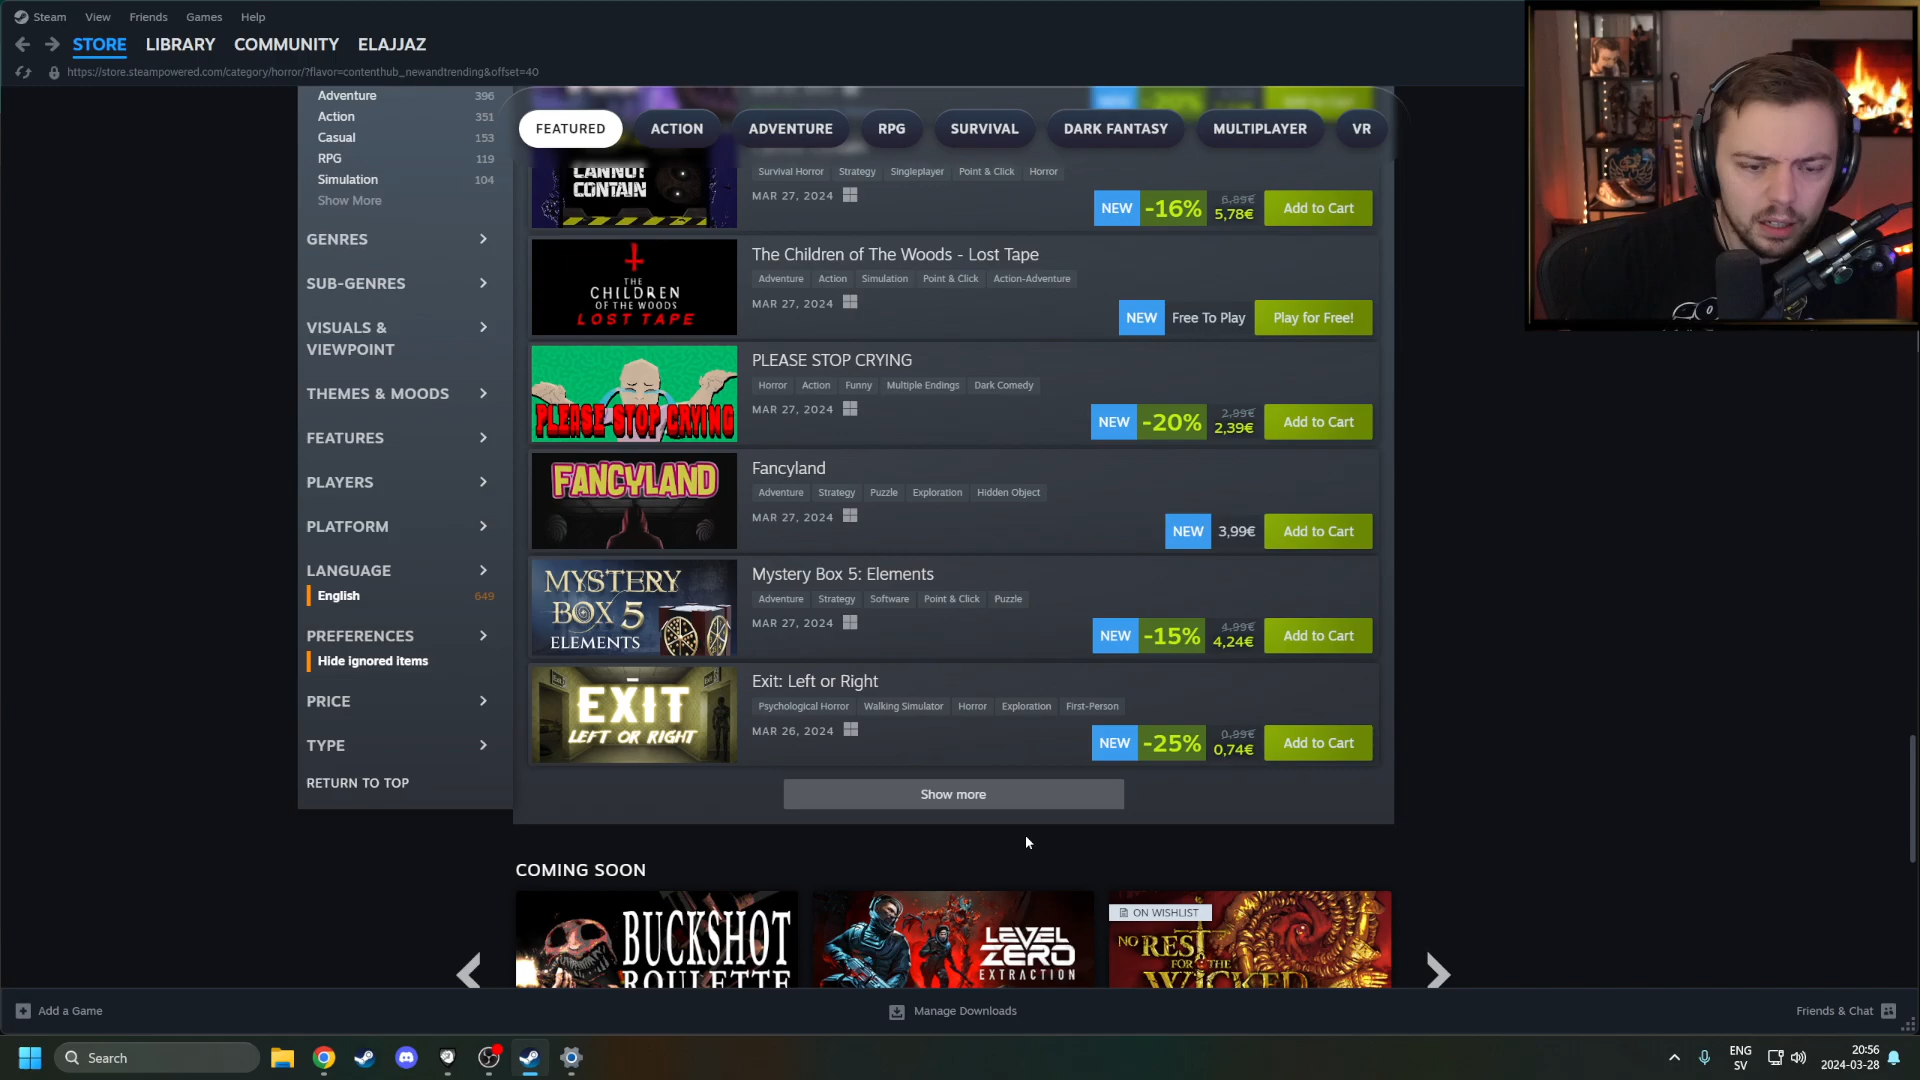 Steam View Friends Games Help
STORE LIBRARY COMMUNITY ELAJJAZ
https://store.steampowered.com/category/horror/?flavor=contenthub_newandtrending&offset=40
Adventure 396
Action 351
Casual 153
RPG 119
Simulation 104
Show More
GENRES
SUB-GENRES
VISUALS &
VIEWPOINT
THEMES & MOODS
FEATURES
PLAYERS
PLATFORM
LANGUAGE
English 649
PREFERENCES
Hide ignored items
PRICE
TYPE
RETURN TO TOP
FEATURED ACTION ADVENTURE RPG SURVIVAL DARK FANTASY MULTIPLAYER VR
CANNOT
CONTAIN
Survival Horror Strategy Singleplayer Point & Click Horror
MAR 27, 2024
NEW -16% 6,89€ 5,78€ Add to Cart
THE
CHILDREN
OF THE WOODS
LOST TAPE
The Children of The Woods - Lost Tape
Adventure Action Simulation Point & Click Action-Adventure
MAR 27, 2024
NEW Free To Play Play for Free!
PLEASE STOP CRYING
PLEASE STOP CRYING
Horror Action Funny Multiple Endings Dark Comedy
MAR 27, 2024
NEW -20% 2,99€ 2,39€ Add to Cart
FANCYLAND
Fancyland
Adventure Strategy Puzzle Exploration Hidden Object
MAR 27, 2024
NEW 3,99€ Add to Cart
MYSTERY
BOX 5
ELEMENTS
Mystery Box 5: Elements
Adventure Strategy Software Point & Click Puzzle
MAR 27, 2024
NEW -15% 4,99€ 4,24€ Add to Cart
EXIT
LEFT OR RIGHT
Exit: Left or Right
Psychological Horror Walking Simulator Horror Exploration First-Person
MAR 26, 2024
NEW -25% 0,99€ 0,74€ Add to Cart
Show more
COMING SOON
BUCKSHOT
ROULETTE
LEVEL
ZERO
EXTRACTION
ON WISHLIST
NO REST
FOR THE
WICKED
Add a Game Manage Downloads Friends & Chat
Search
ENG
SV
20:56
2024-03-28